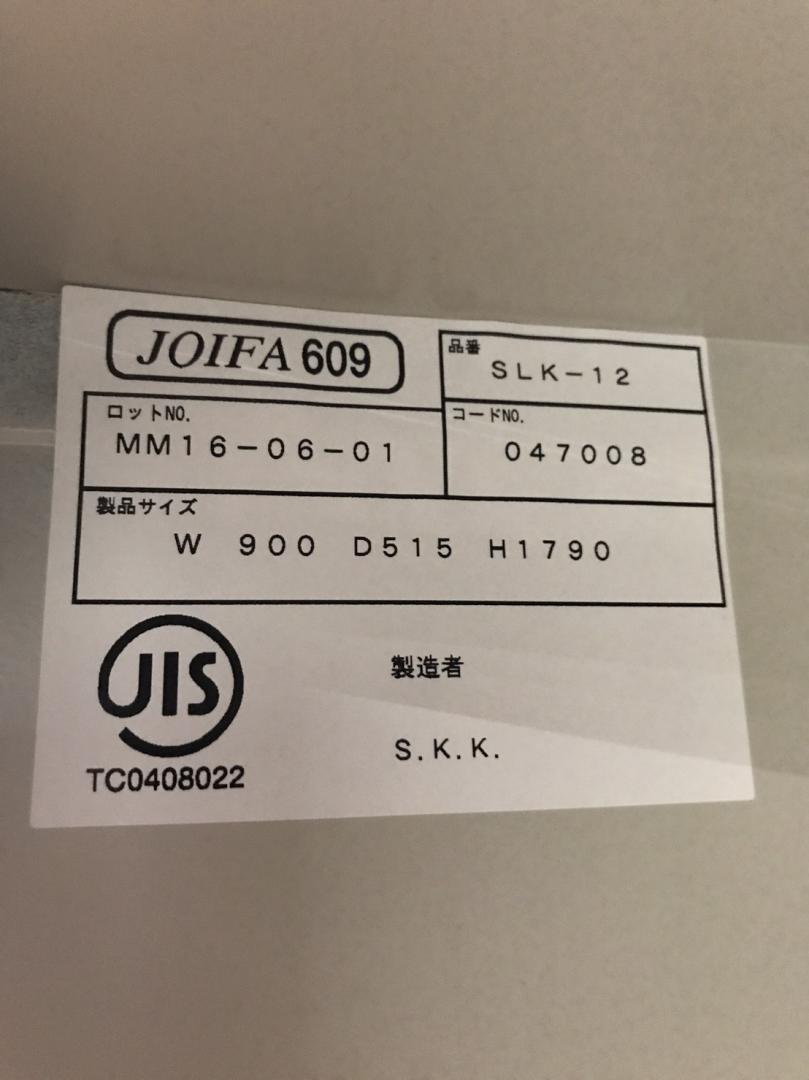 JOIFA 609
品番
SLK-12
ロットNO.
MM16-06-01
コードNO.
047008
製品サイズ
W 900 D515 H1790
JIS
TC0408022
製造者
S.K.K.